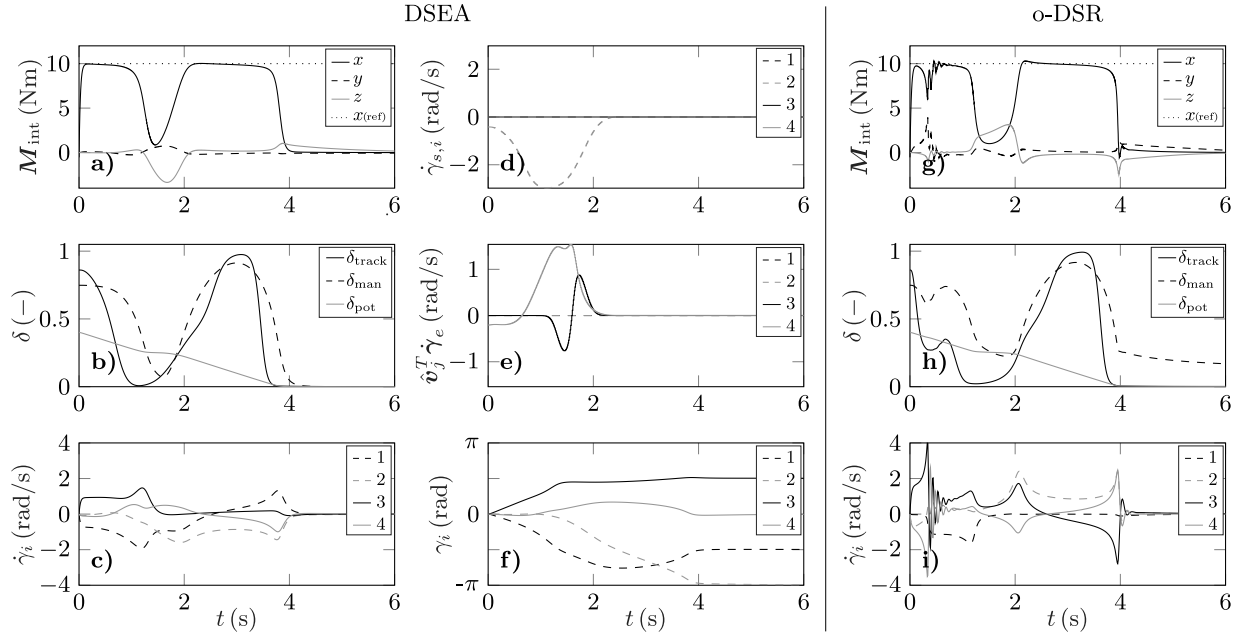 DSEA
o-DSR
M_int (Nm)
10
5
0
a)
x
y
z
x(ref)
0 2 4 6
γ̇_{s,i} (rad/s)
2
0
−2
d)
1
2
3
4
0 2 4 6
M_int (Nm)
10
5
0
g)
x
y
z
x(ref)
0 2 4 6
δ (−)
1
0.5
0
b)
δ_track
δ_man
δ_pot
0 2 4 6
v̂_j^T γ̇_e (rad/s)
1
0
−1
e)
1
2
3
4
0 2 4 6
δ (−)
1
0.5
0
h)
δ_track
δ_man
δ_pot
0 2 4 6
γ̇_i (rad/s)
4
2
0
−2
−4
c)
1
2
3
4
0 2 4 6
t (s)
γ_i (rad)
π
0
-π
f)
1
2
3
4
0 2 4 6
t (s)
γ̇_i (rad/s)
4
2
0
−2
−4
i)
1
2
3
4
0 2 4 6
t (s)